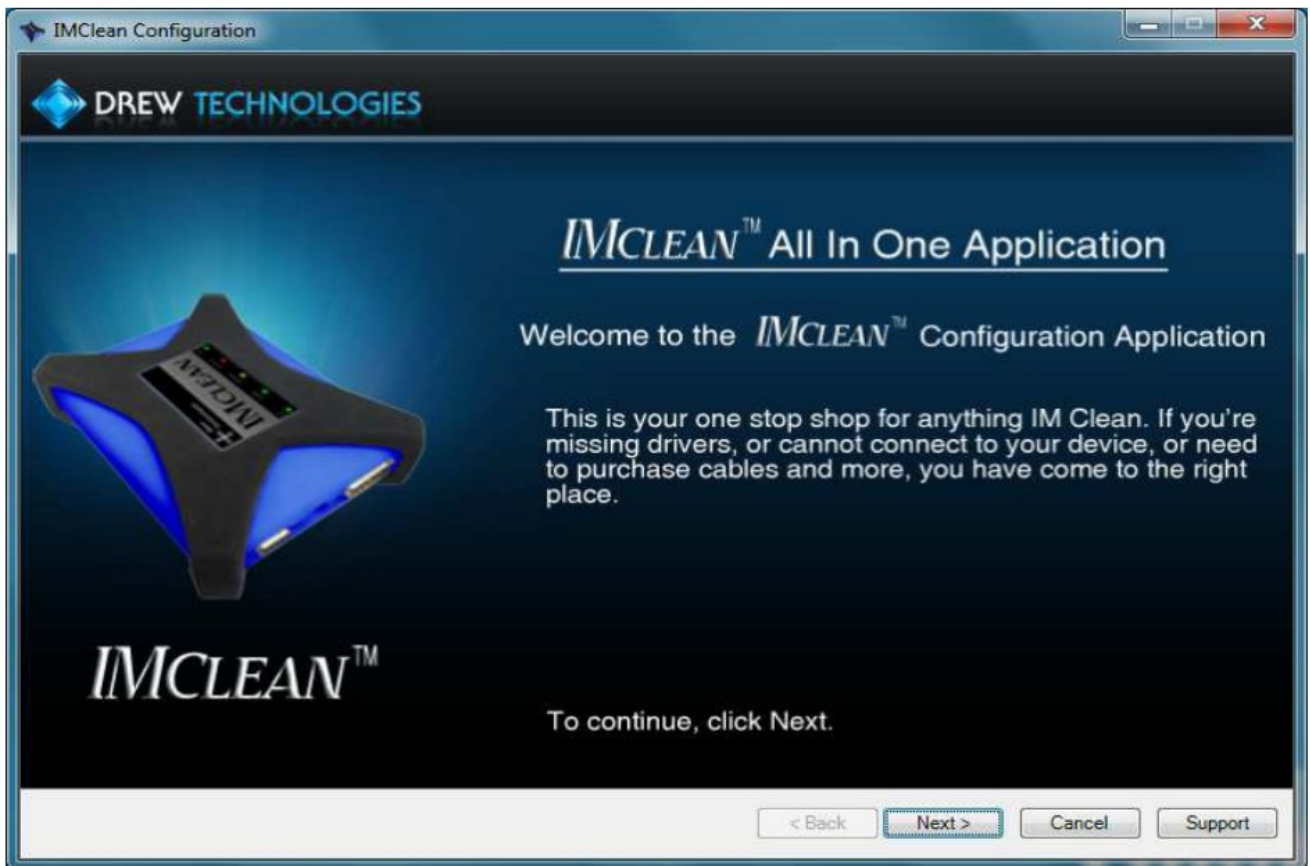 IMClean Configuration
DREW TECHNOLOGIES
IMCLEAN™ All In One Application
Welcome to the IMCLEAN™ Configuration Application
This is your one stop shop for anything IM Clean. If you're
missing drivers, or cannot connect to your device, or need
to purchase cables and more, you have come to the right
place.
IMCLEAN
IMCLEAN™
To continue, click Next.
< Back
Next >
Cancel
Support